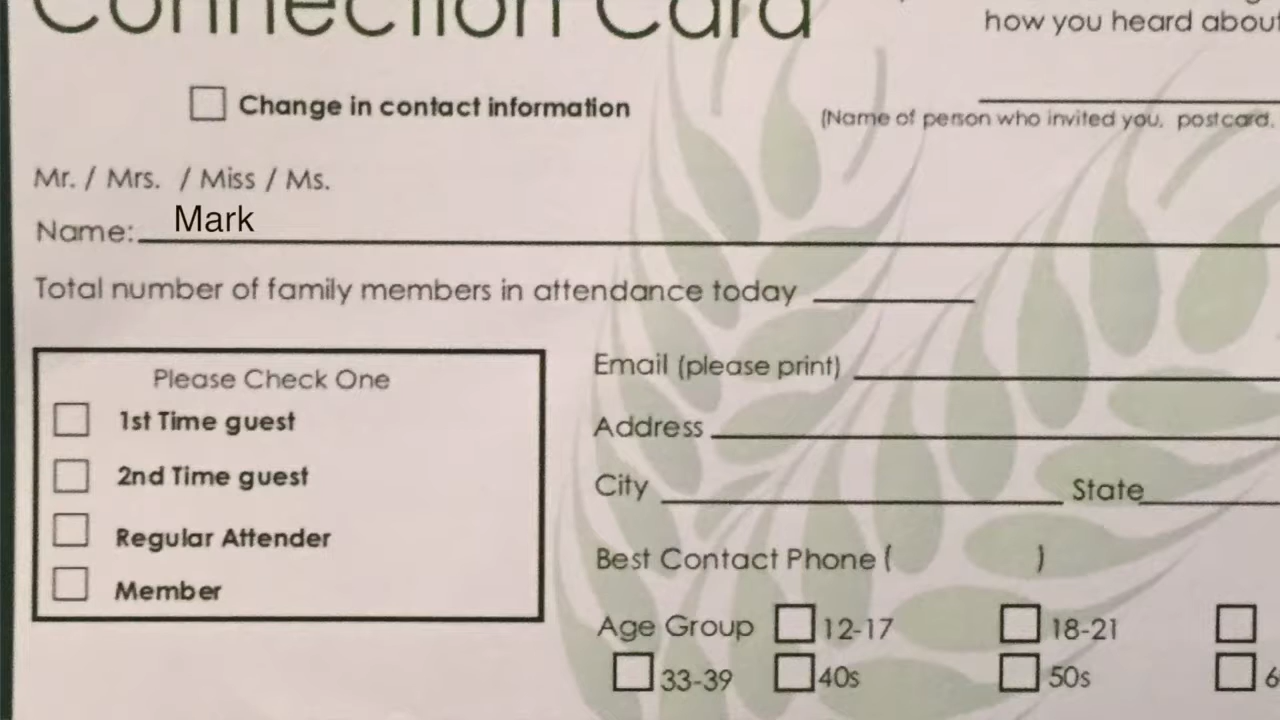 Connection Card
how you heard about
Change in contact information
(Name of person who invited you, postcard,
Mr. / Mrs. / Miss / Ms.
Name: Mark
Total number of family members in attendance today
Please Check One
1st Time guest
2nd Time guest
Regular Attender
Member
Email (please print)
Address
City State
Best Contact Phone ( )
Age Group 12-17 18-21
33-39 40s 50s 6